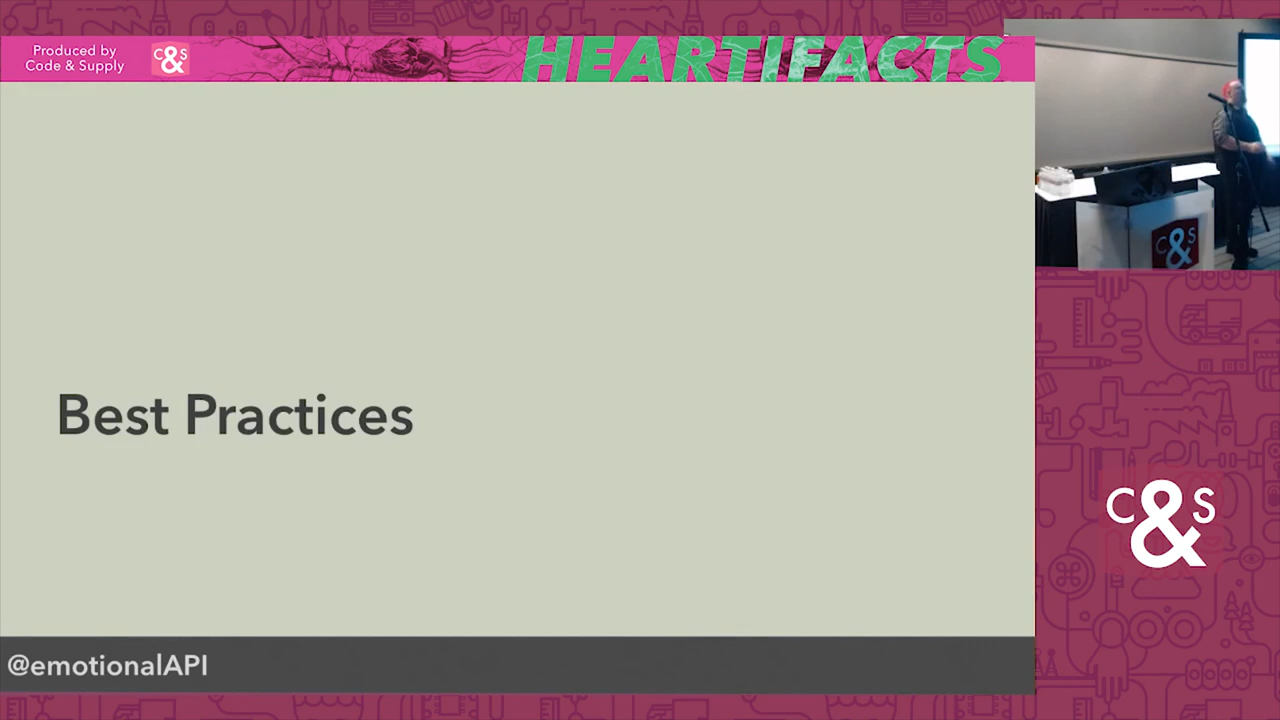 Produced by
Code & Supply
C&S
HEARTIFACTS
Best Practices
@emotionalAPI
C&S
C&S